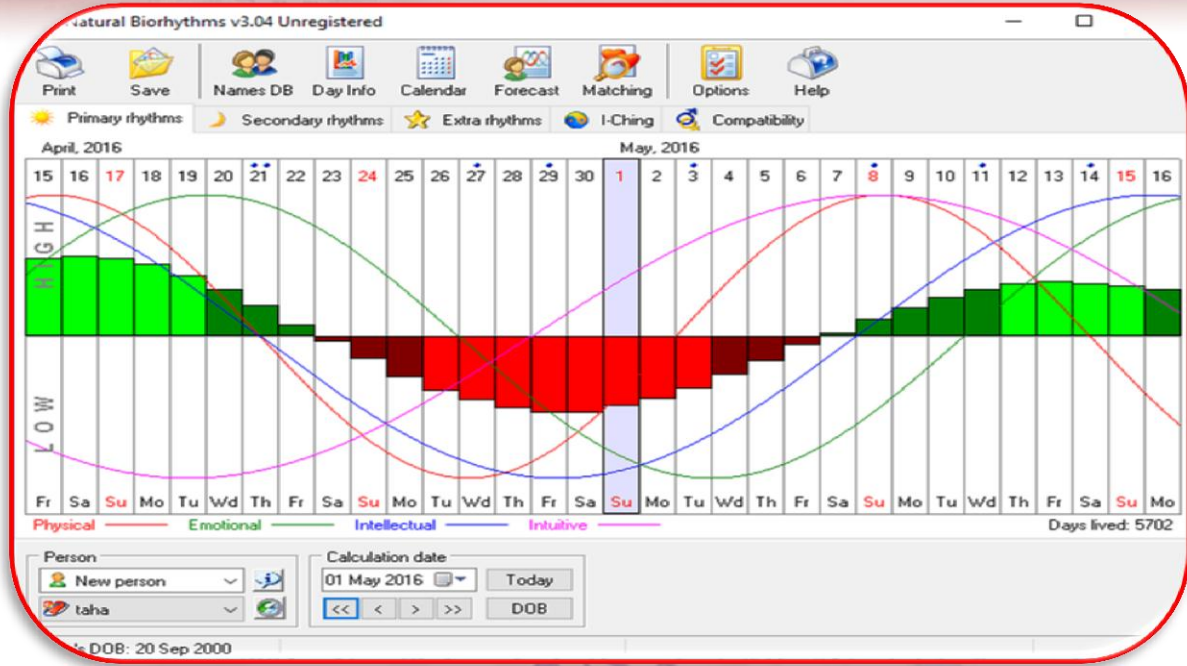 Natural Biorhythms v3.04 Unregistered
Print Save Names DB Day Info Calendar Forecast Matching Options Help
Primary rhythms Secondary rhythms Extra rhythms I-Ching Compatibility
April, 2016 May, 2016
15 16 17 18 19 20 21 22 23 24 25 26 27 28 29 30 1 2 3 4 5 6 7 8 9 10 11 12 13 14 15 16
HIGH
LOW
Fr Sa Su Mo Tu Wd Th Fr Sa Su Mo Tu Wd Th Fr Sa Su Mo Tu Wd Th Fr Sa Su Mo Tu Wd Th Fr Sa Su Mo
Physical Emotional Intellectual Intuitive Days lived: 5702
Person Calculation date
New person 01 May 2016 Today
taha << < > >> DOB
's DOB: 20 Sep 2000